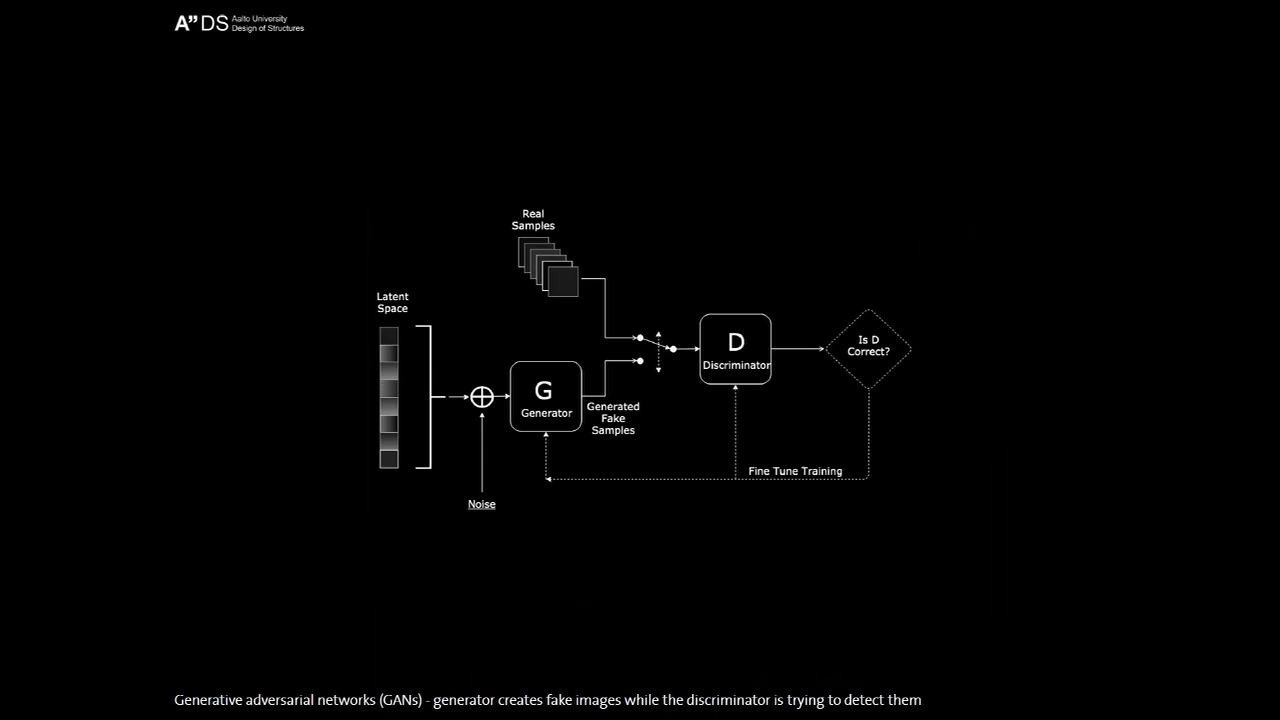 A” DS Aalto University
Design of Structures
Real
Samples
Latent
Space
D
Discriminator
Is D
Correct?
G
Generator
Generated
Fake
Samples
Fine Tune Training
Noise
Generative adversarial networks (GANs) - generator creates fake images while the discriminator is trying to detect them